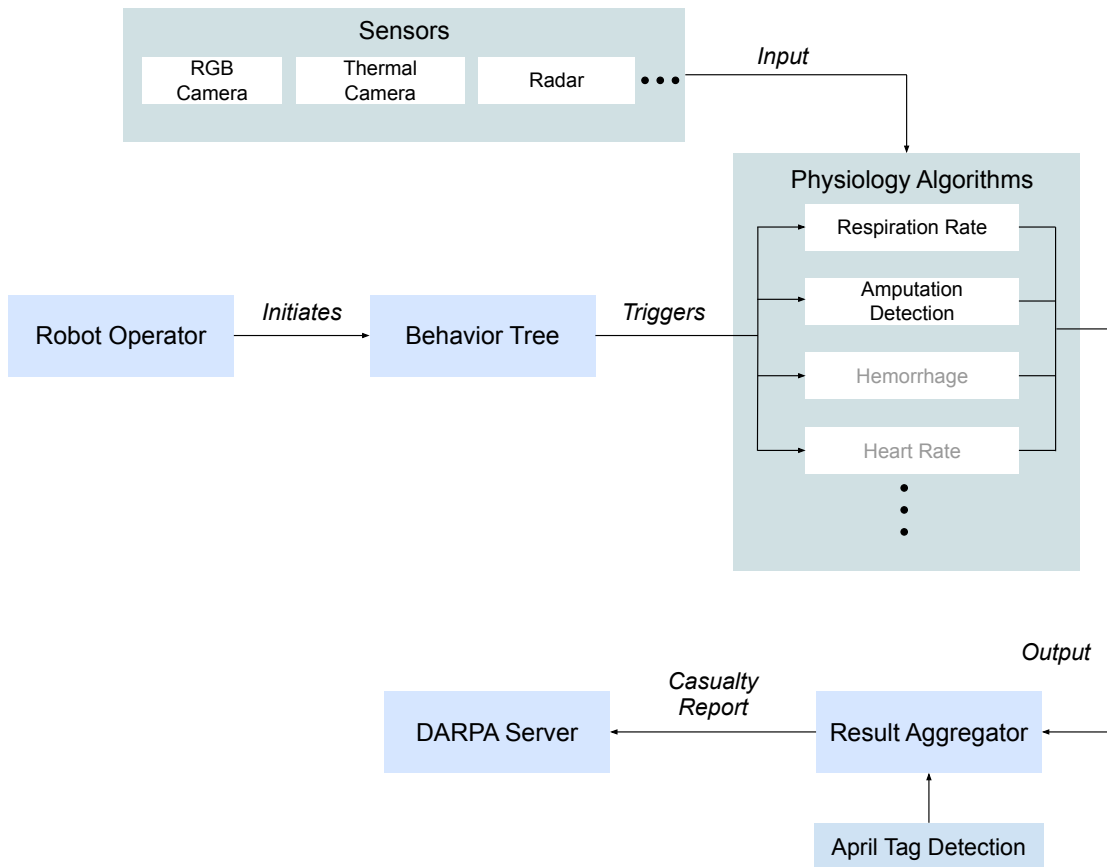 Sensors
RGB
Camera
Thermal
Camera
Radar
Input
Physiology Algorithms
Respiration Rate
Amputation
Detection
Hemorrhage
Heart Rate
Robot Operator
Initiates
Behavior Tree
Triggers
Output
Casualty
Report
DARPA Server
Result Aggregator
April Tag Detection